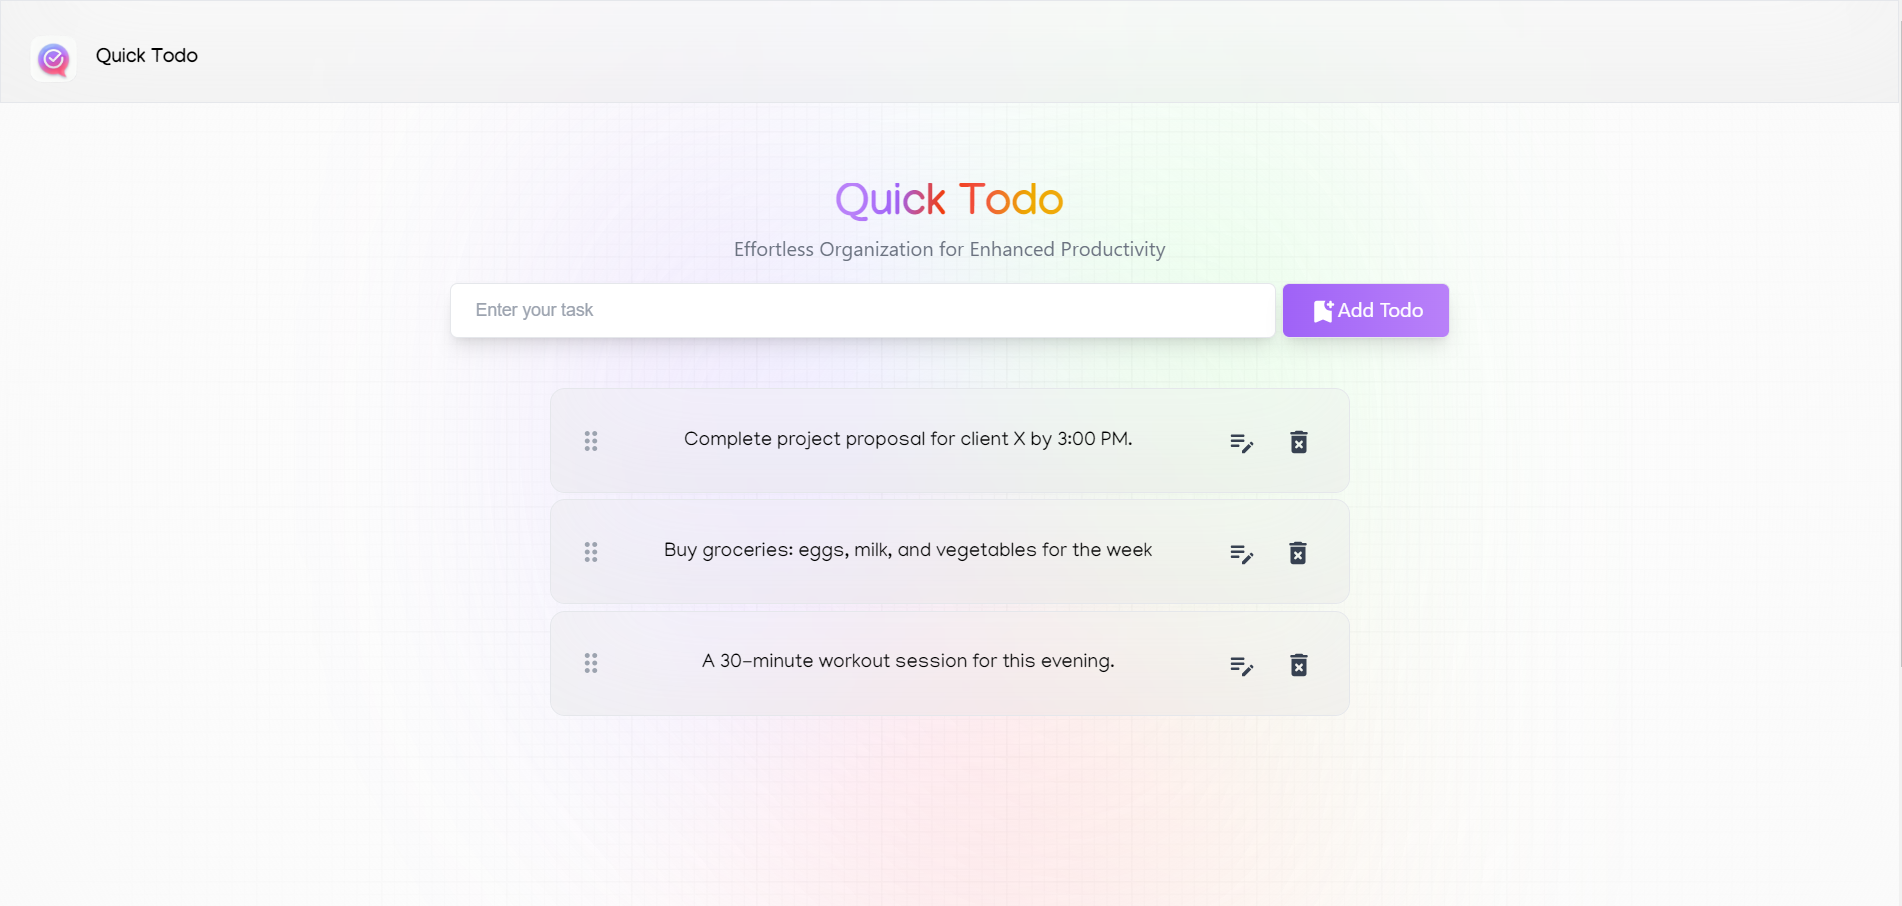 Quick Todo
Quick Todo
Effortless Organization for Enhanced Productivity
Enter your task
Add Todo
Complete project proposal for client X by 3:00 PM.
Buy groceries: eggs, milk, and vegetables for the week
A 30-minute workout session for this evening.